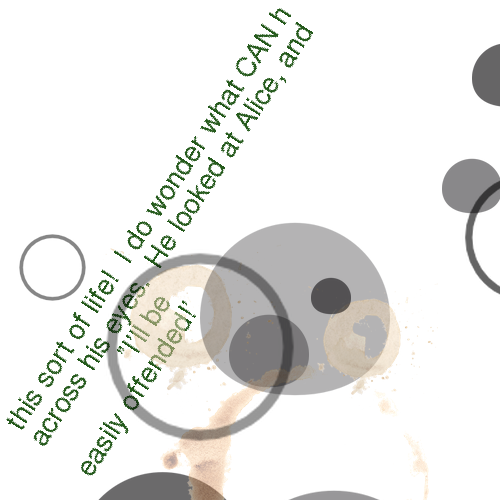 this sort of life!  I do wonder what CAN h
across his eyes.  He looked at Alice, and
"I'll be
easily offended!'